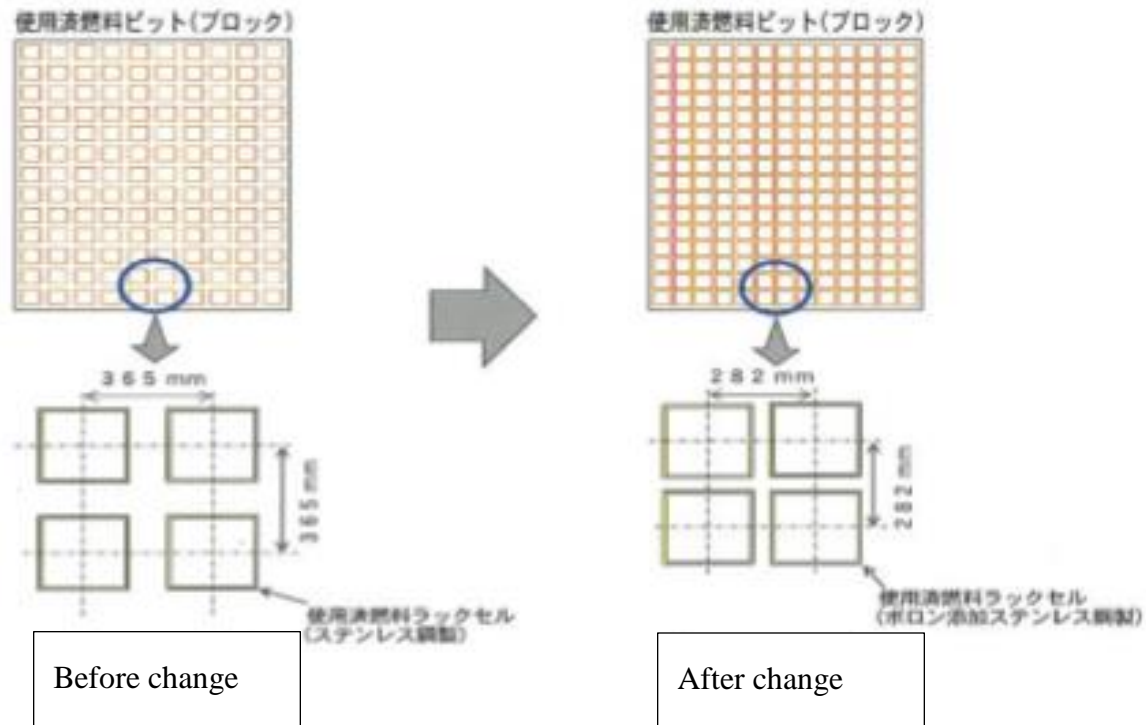 使用済燃料ピット(ブロック)
365 mm
365 mm
使用済燃料ラックセル
(ステンレス鋼製)
Before change
使用済燃料ピット(ブロック)
282 mm
282 mm
使用済燃料ラックセル
(ボロン添加ステンレス鋼製)
After change